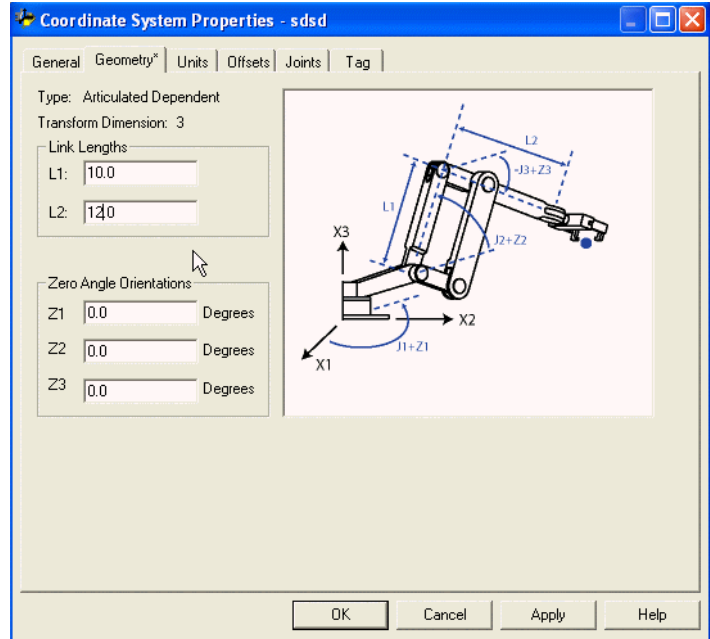 Coordinate System Properties - sdsd
General Geometry* Units Offsets Joints Tag
Type: Articulated Dependent
Transform Dimension: 3
Link Lengths
L1: 10.0
L2: 12.0
Zero Angle Orientations
Z1 0.0 Degrees
Z2 0.0 Degrees
Z3 0.0 Degrees
L2
-J3+Z3
L1
J2+Z2
X3
X2
J1+Z1
X1
OK Cancel Apply Help